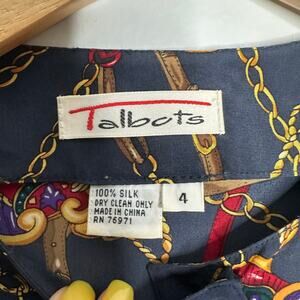 Talbots
100% SILK
DRY CLEAN ONLY
MADE IN CHINA
RN 76971
4